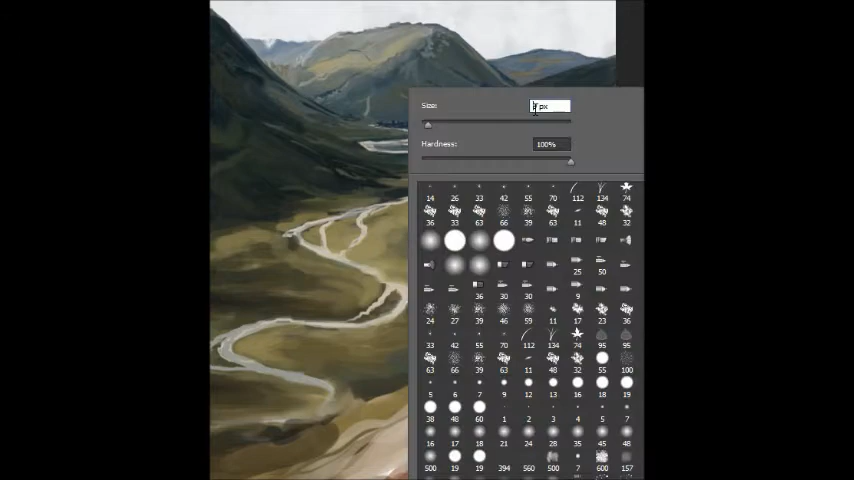 Size: px
Hardness: 100%
14 26 33 42 55 70 112 134 74
36 33 63 66 39 63 11 48 32
25 50
36 30 30 9
24 27 39 46 59 11 17 23 36
33 42 55 70 112 134 74 95 95
63 66 39 63 11 48 32 55 100
5 6 7 9 12 13 16 18 19
38 48 60 1 2 3 4 5 7
16 17 18 21 24 28 35 45 48
500 19 19 394 560 500 7 600 157